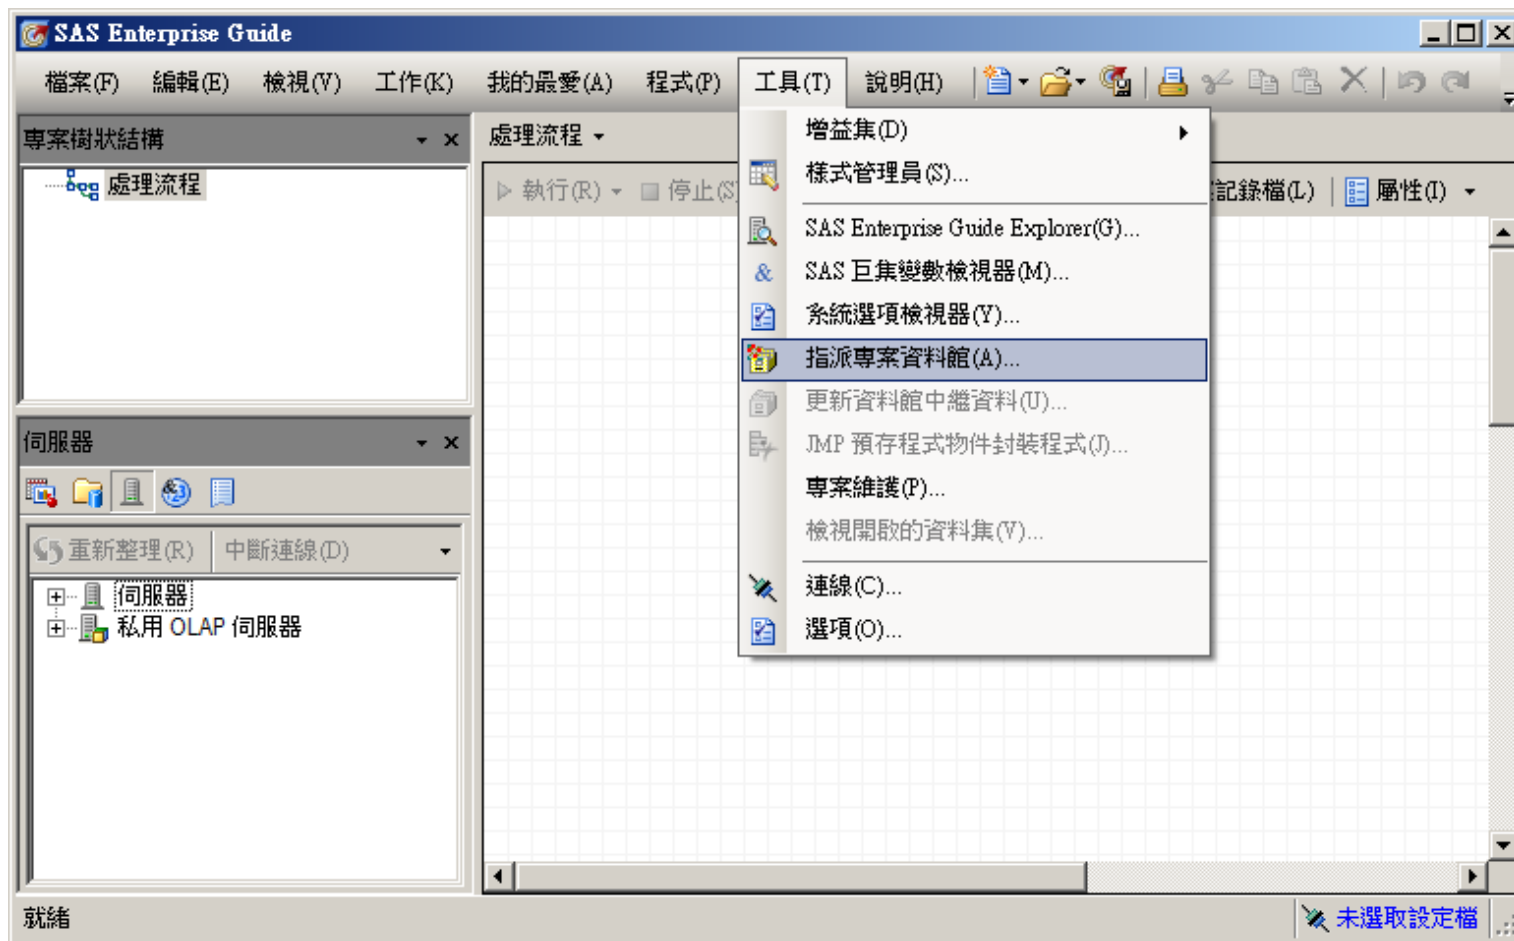 SAS Enterprise Guide
檔案(F) 編輯(E) 檢視(V) 工作(K) 我的最愛(A) 程式(P) 工具(T) 說明(H)
專案樹狀結構
處理流程
處理流程
執行(R) 停止(S 記錄檔(L) 屬性(I)
增益集(D)
樣式管理員(S)...
SAS Enterprise Guide Explorer(G)...
SAS 巨集變數檢視器(M)...
系統選項檢視器(Y)...
指派專案資料館(A)...
更新資料館中繼資料(U)...
JMP 預存程式物件封裝程式(J)...
專案維護(P)...
檢視開啟的資料集(V)...
連線(C)...
選項(O)...
伺服器
重新整理(R) 中斷連線(D)
伺服器
私用 OLAP 伺服器
就緒
未選取設定檔